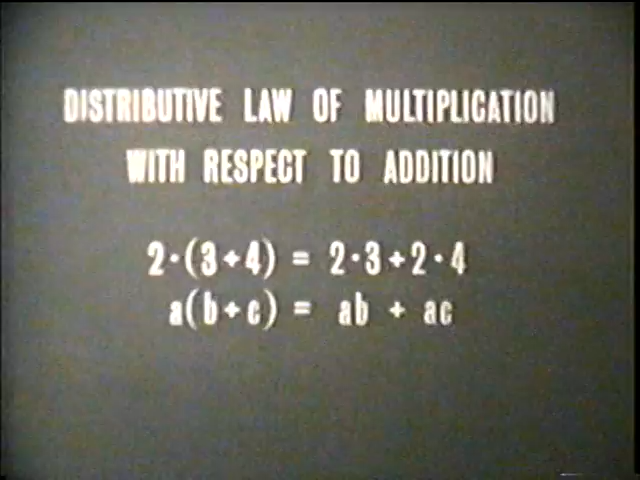 DISTRIBUTIVE LAW OF MULTIPLICATION
WITH RESPECT TO ADDITION
2·(3+4) = 2·3+2·4
a(b+c) = ab + ac